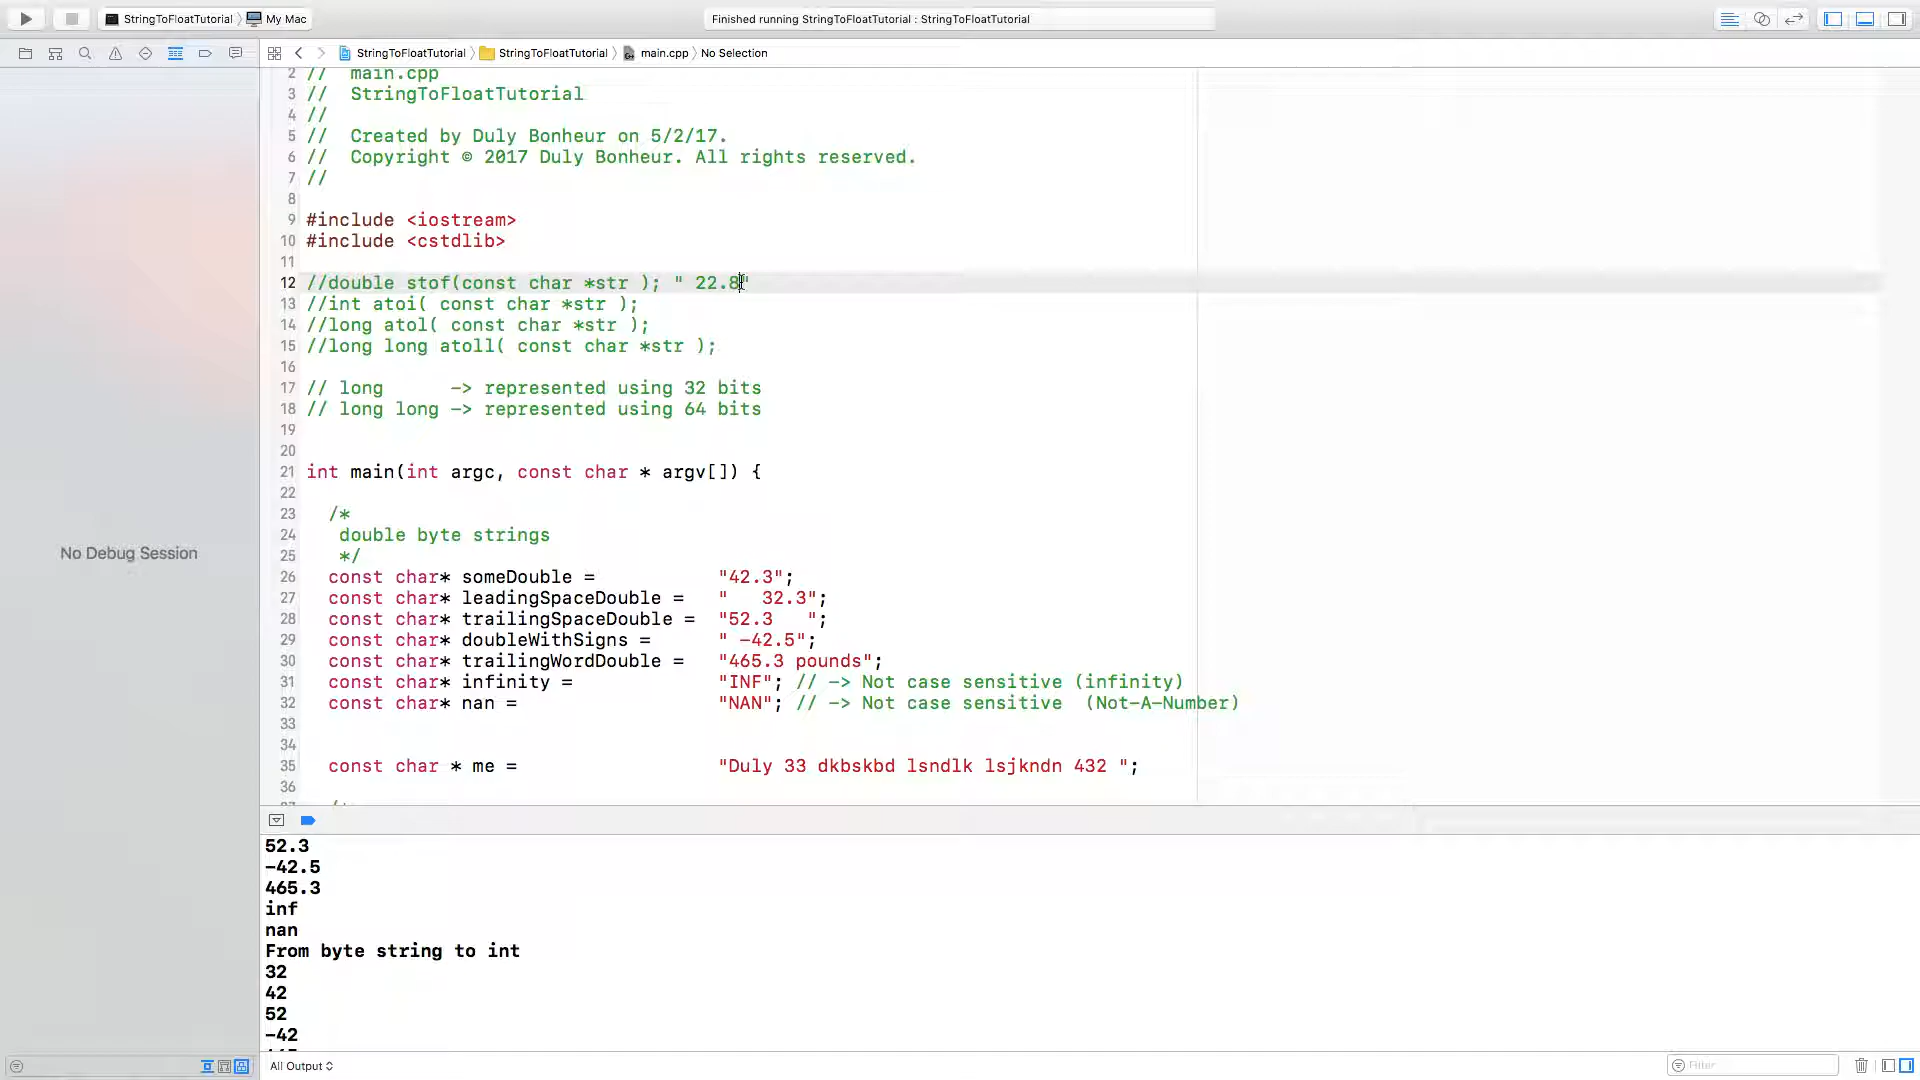 StringToFloatTutorial My Mac Finished running StringToFloatTutorial : StringToFloatTutorial
StringToFloatTutorial StringToFloatTutorial main.cpp No Selection
2 //  main.cpp
3 //  StringToFloatTutorial
4 //
5 //  Created by Duly Bonheur on 5/2/17.
6 //  Copyright © 2017 Duly Bonheur. All rights reserved.
7 //
8
9 #include <iostream>
10 #include <cstdlib>
11
12 //double stof(const char *str ); " 22.8"
13 //int atoi( const char *str );
14 //long atol( const char *str );
15 //long long atoll( const char *str );
16
17 // long      -> represented using 32 bits
18 // long long -> represented using 64 bits
19
20
21 int main(int argc, const char * argv[]) {
22
23   /*
24    double byte strings
25    */
26   const char* someDouble =           "42.3";
27   const char* leadingSpaceDouble =   "   32.3";
28   const char* trailingSpaceDouble =  "52.3   ";
29   const char* doubleWithSigns =      " -42.5";
30   const char* trailingWordDouble =   "465.3 pounds";
31   const char* infinity =             "INF"; // -> Not case sensitive (infinity)
32   const char* nan =                  "NAN"; // -> Not case sensitive  (Not-A-Number)
33
34
35   const char * me =                  "Duly 33 dkbskbd lsndlk lsjkndn 432 ";
36
No Debug Session
52.3
-42.5
465.3
inf
nan
From byte string to int
32
42
52
-42
All Output
Filter